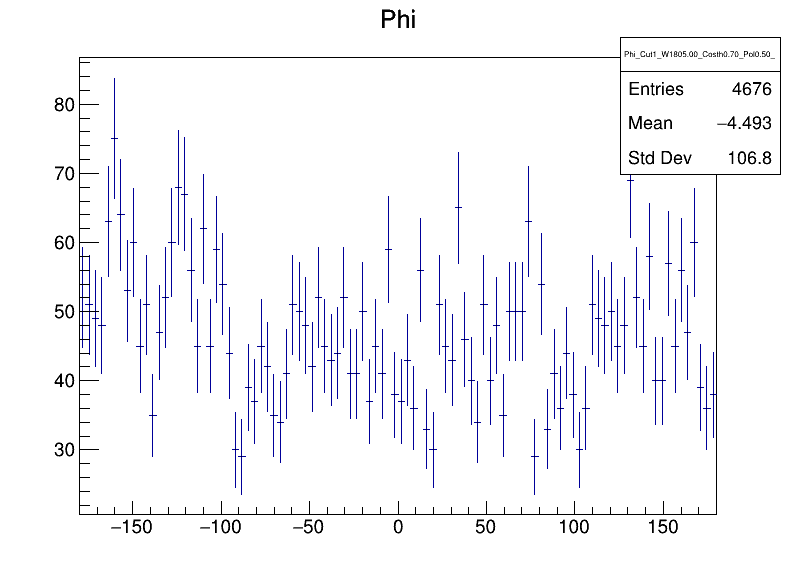 Phi
Phi_Cut1_W1805.00_Costh0.70_Pol0.50_
Entries 4676
Mean −4.493
Std Dev 106.8
80
70
60
50
40
30
−150 −100 −50 0 50 100 150